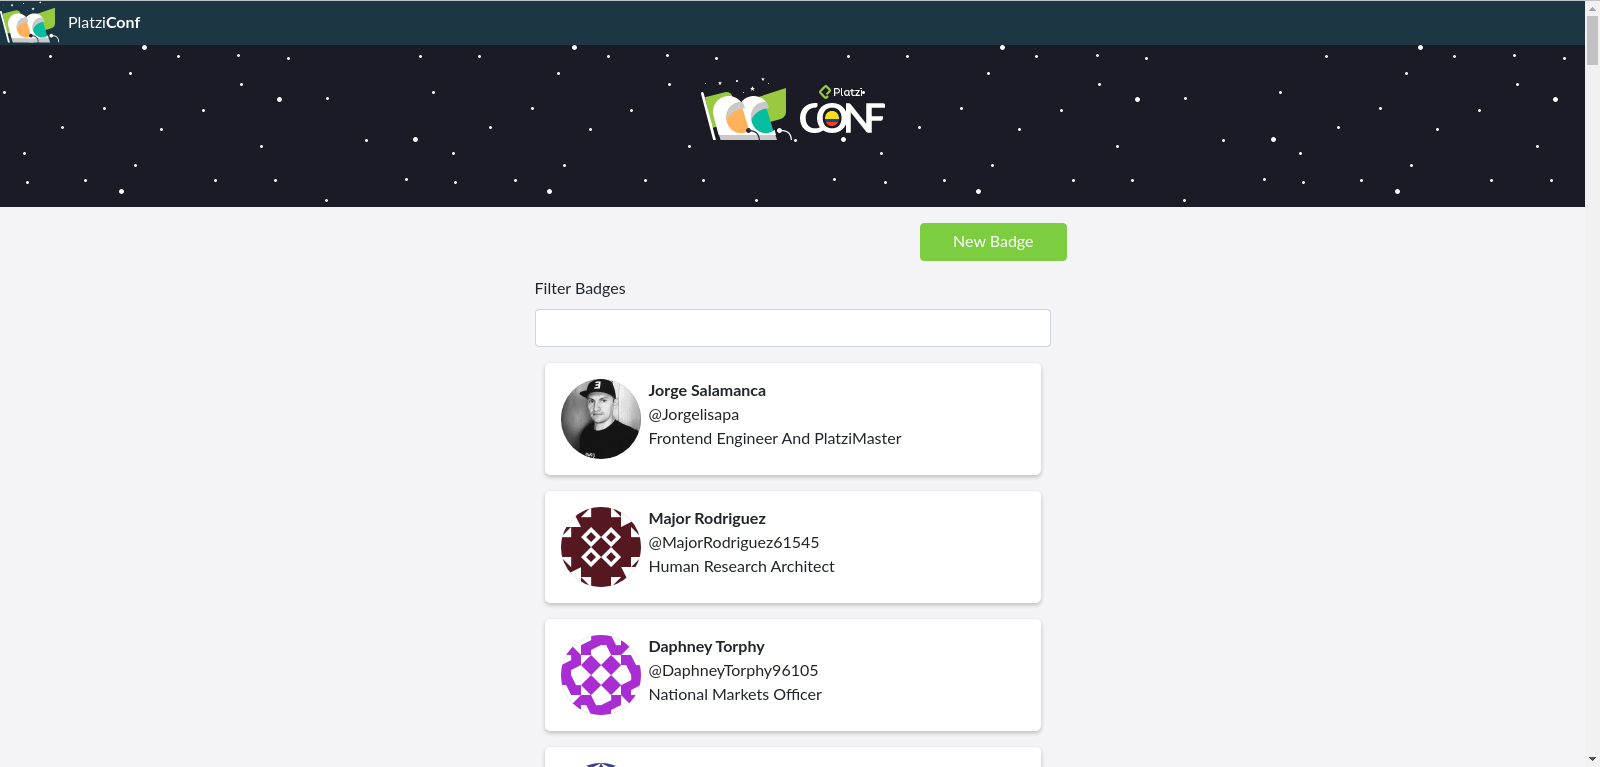 PlatziConf
Platzi
CONF
New Badge
Filter Badges
Jorge Salamanca
@Jorgelisapa
Frontend Engineer And PlatziMaster
Major Rodriguez
@MajorRodriguez61545
Human Research Architect
Daphney Torphy
@DaphneyTorphy96105
National Markets Officer